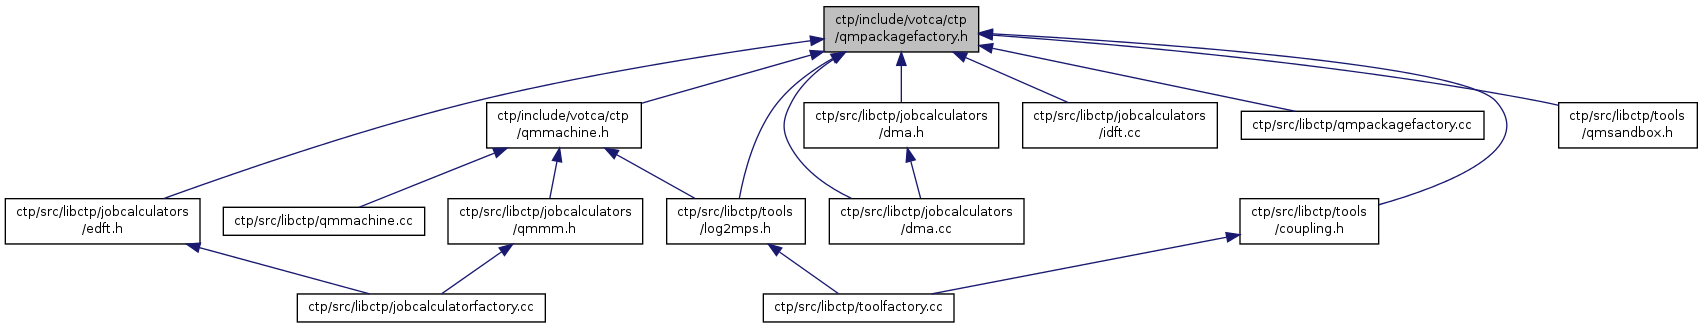 ctp/include/votca/ctp
/qmpackagefactory.h
ctp/include/votca/ctp
/qmmachine.h
ctp/src/libctp/jobcalculators
/dma.h
ctp/src/libctp/jobcalculators
/idft.cc
ctp/src/libctp/qmpackagefactory.cc
ctp/src/libctp/tools
/qmsandbox.h
ctp/src/libctp/jobcalculators
/edft.h
ctp/src/libctp/qmmachine.cc
ctp/src/libctp/jobcalculators
/qmmm.h
ctp/src/libctp/tools
/log2mps.h
ctp/src/libctp/jobcalculators
/dma.cc
ctp/src/libctp/tools
/coupling.h
ctp/src/libctp/jobcalculatorfactory.cc
ctp/src/libctp/toolfactory.cc